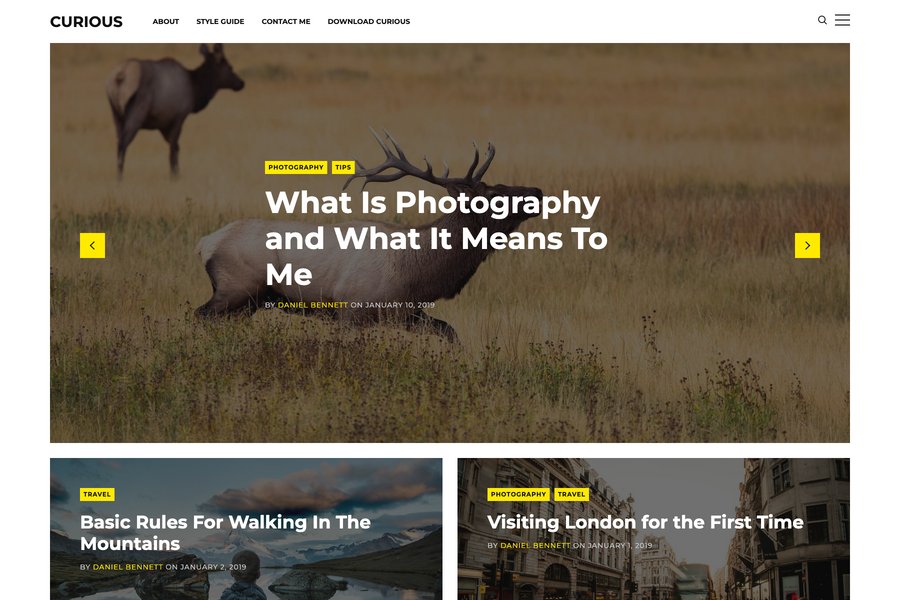 CURIOUS
ABOUT STYLE GUIDE CONTACT ME DOWNLOAD CURIOUS
PHOTOGRAPHY TIPS
What Is Photography
and What It Means To
Me
BY DANIEL BENNETT ON JANUARY 10, 2019
TRAVEL
Basic Rules For Walking In The
Mountains
BY DANIEL BENNETT ON JANUARY 2, 2019
PHOTOGRAPHY TRAVEL
Visiting London for the First Time
BY DANIEL BENNETT ON JANUARY 1, 2019